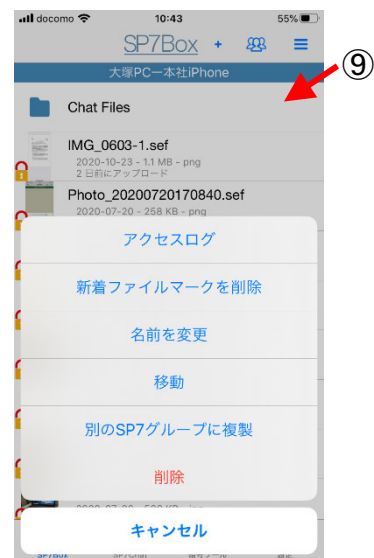 docomo 10:43 55%
SP7Box +
大塚PCー本社iPhone
⑨
Chat Files
IMG_0603-1.sef
2020-10-23 - 1.1 MB - png
2 日前にアップロード
Photo_20200720170840.sef
2020-07-20 - 258 KB - png
アクセスログ
新着ファイルマークを削除
名前を変更
移動
別のSP7グループに複製
削除
キャンセル
SP7Box SP7Chat